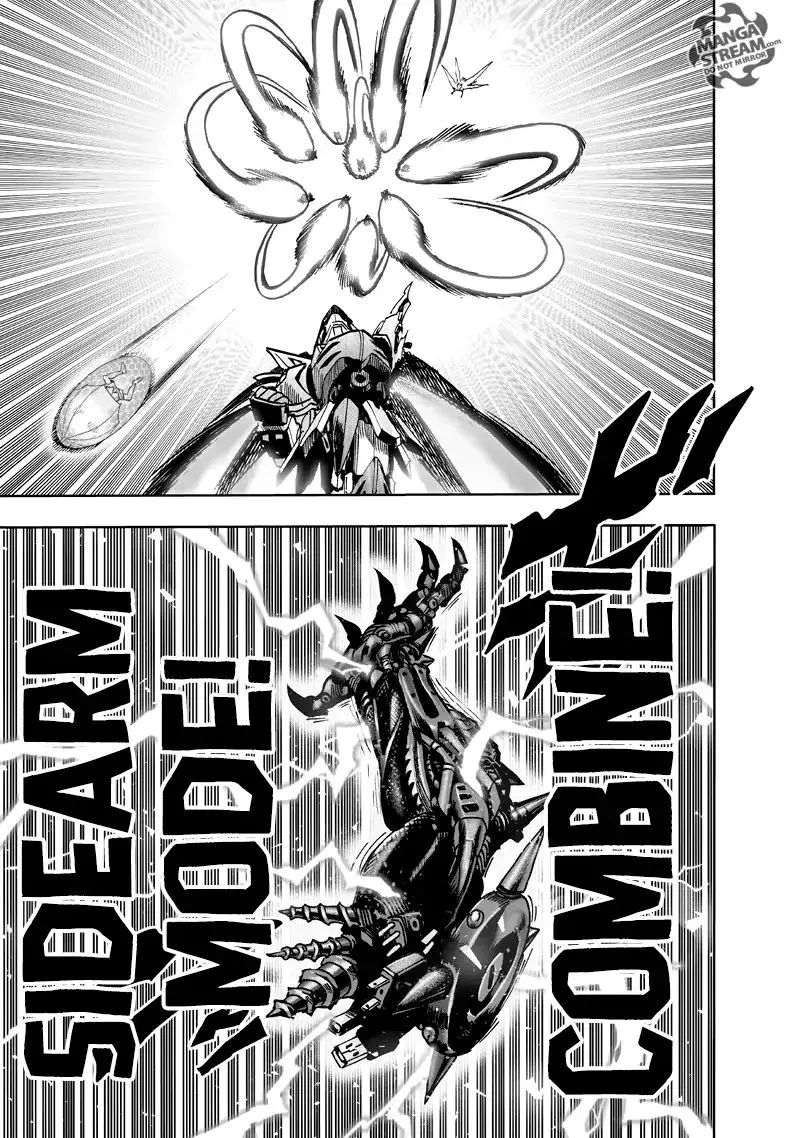 MANGA
STREAM.com
DO NOT MIRROR
COMBINE!
SIDEARM
MODE!